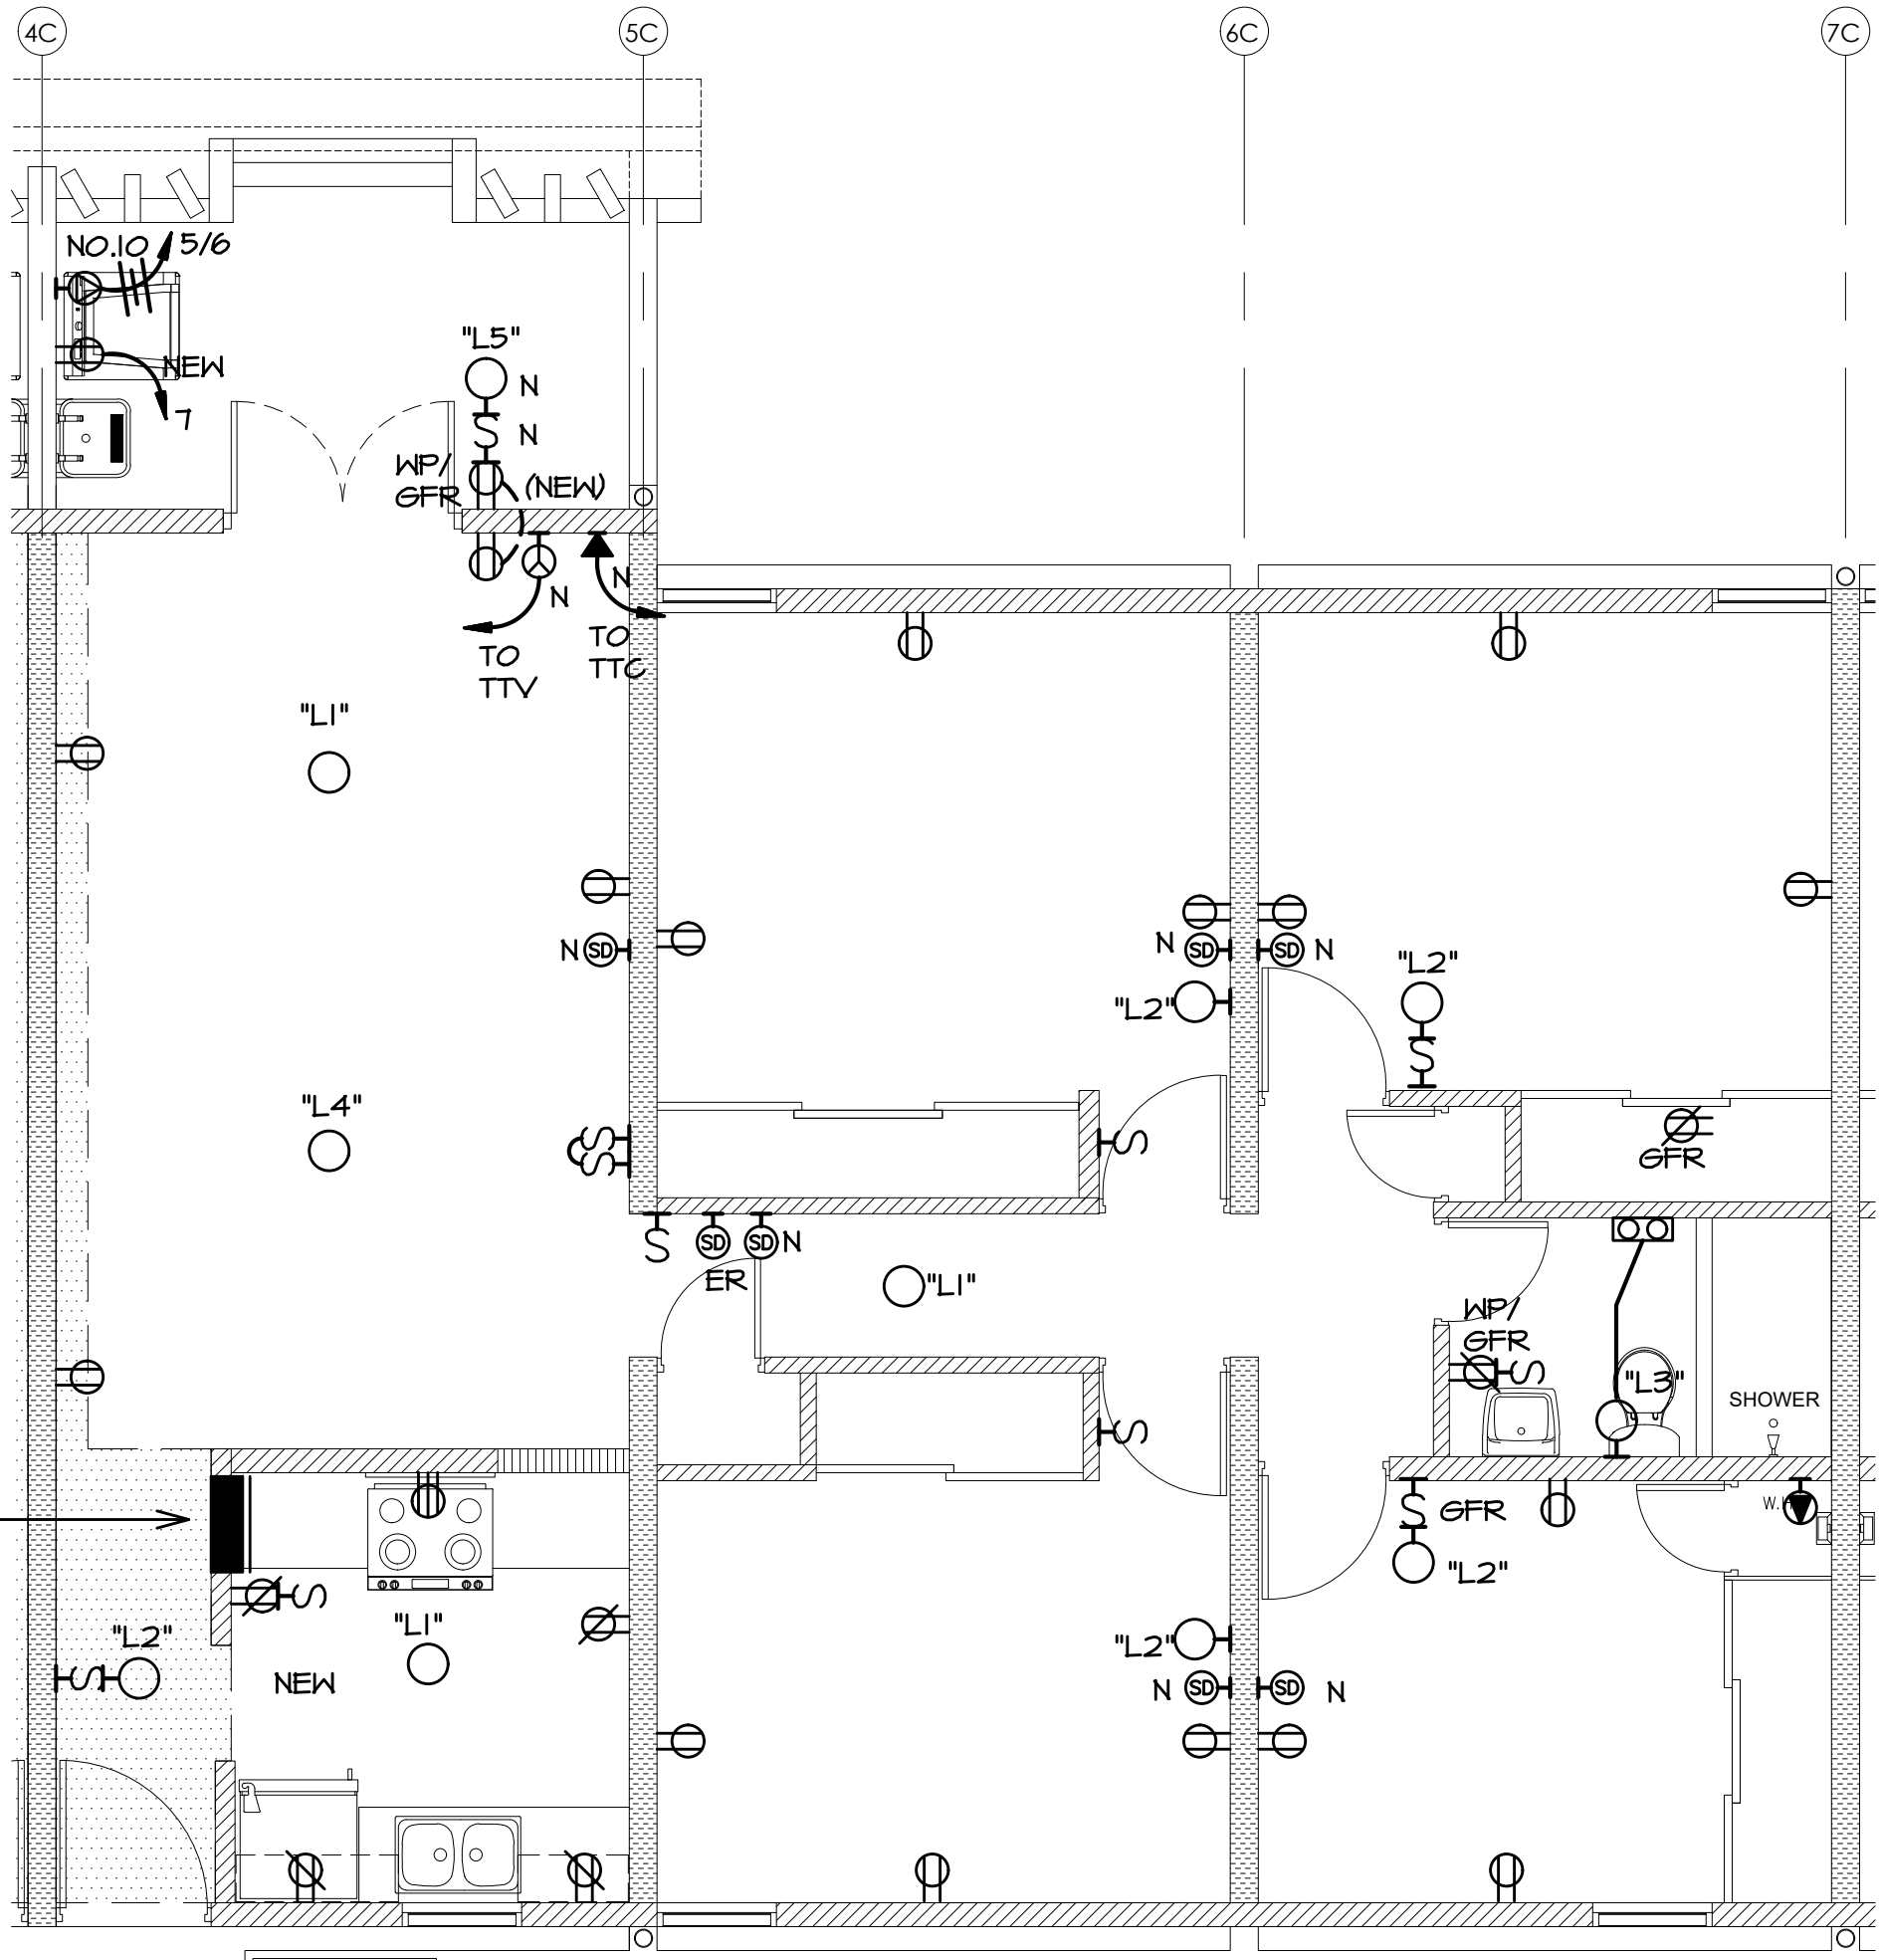 4C 5C 6C 7C
NO.10 5/6
NEW
7
"L5"
N
S N
WP/
GFR
(NEW)
N
N
TO
TTV
TO
TTC
"L1"
N SD
N SD
SD N
"L2"
"L2"
S
"L4"
S
S
S
GFR
S
SD
SD N
ER
"L1"
WP/
GFR
S
"L3"
SHOWER
S
S GFR
W.H
"L2"
S
"L1"
"L2"
S
NEW
"L2"
N SD
SD N